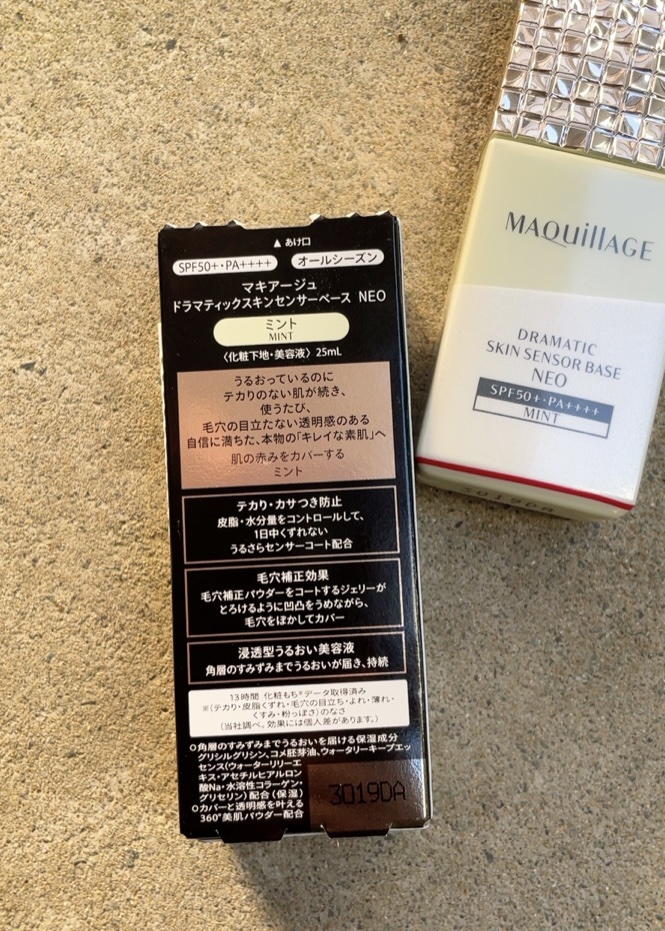 ▲ あけ口
SPF50+・PA++++ オールシーズン
マキアージュ
ドラマティックスキンセンサーベース NEO
ミント
MINT
〈化粧下地・美容液〉 25mL
うるおっているのに
テカりのない肌が続き、
使うたび、
毛穴の目立たない透明感のある
自信に満ちた、本物の「キレイな素肌」へ
肌の赤みをカバーする
ミント
テカり・カサつき防止
皮脂・水分量をコントロールして、
1日中くずれない
うるさらセンサーコート配合
毛穴補正効果
毛穴補正パウダーをコートするジェリーが
とろけるように凹凸をうめながら、
毛穴をぼかしてカバー
浸透型うるおい美容液
角層のすみずみまでうるおいが届き、持続
13時間 化粧もち*データ取得済み
※(テカり・皮脂くずれ・毛穴の目立ち・よれ・薄れ・
くすみ・粉っぽさ)のなさ
(当社調べ。効果には個人差があります。)
○角層のすみずみまでうるおいを届ける保湿成分
グリシルグリシン、コメ胚芽油、ウォータリーキープエッ
センス(ウォーターリリーエ
キス・アセチルヒアルロン
酸Na・水溶性コラーゲン・
グリセリン)配合(保湿)
○カバーと透明感を叶える
360°美肌パウダー配合
3019DA
MAQuillAGE
DRAMATIC
SKIN SENSOR BASE
NEO
SPF50+・PA++++
MINT
3019DA